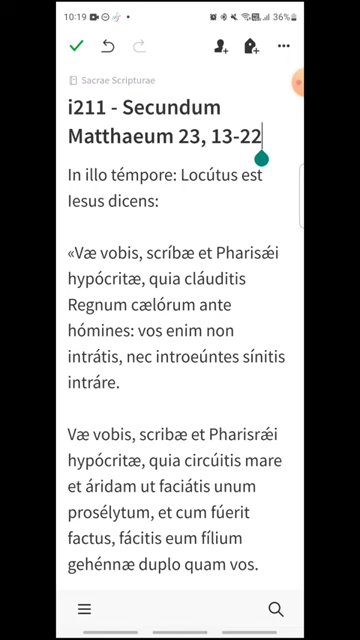 10:19
36%
Sacrae Scripturae
i211 - Secundum
Matthaeum 23, 13-22
In illo témpore: Locútus est
Iesus dicens:
«Væ vobis, scríbæ et Pharisǽi
hypócritæ, quia cláuditis
Regnum cælórum ante
hómines: vos enim non
intrátis, nec introeúntes sínitis
intráre.
Væ vobis, scribæ et Pharisrǽi
hypócritæ, quia circúitis mare
et áridam ut faciátis unum
prosélytum, et cum fúerit
factus, fácitis eum fílium
gehénnæ duplo quam vos.